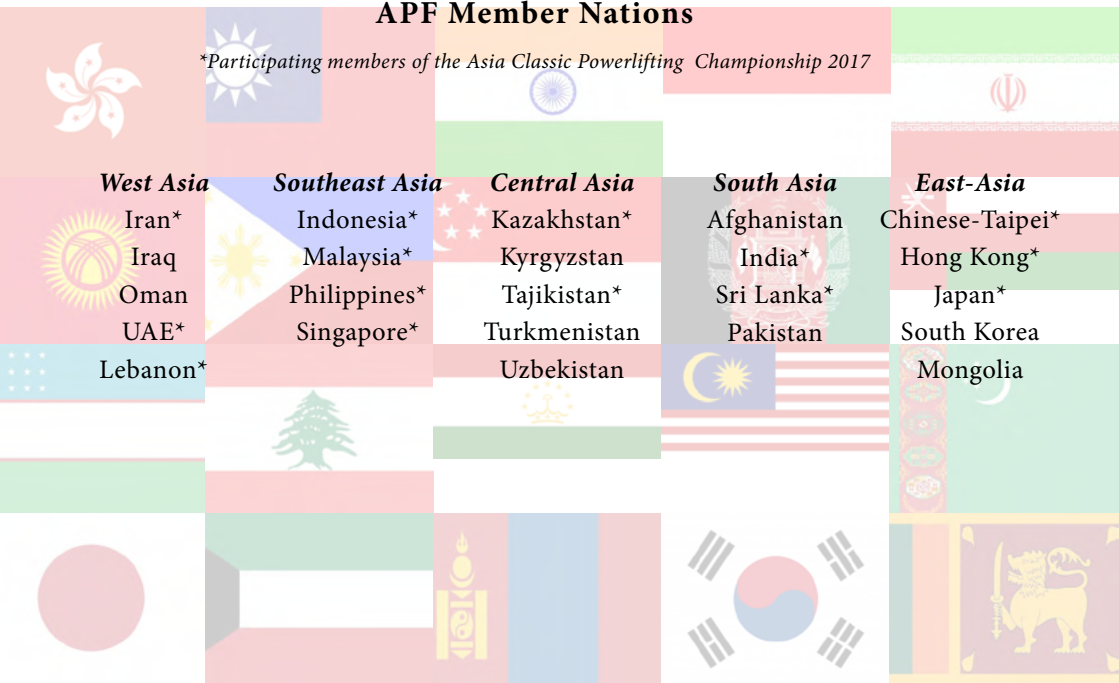 APF Member Nations
*Participating members of the Asia Classic Powerlifting Championship 2017
West Asia
Iran*
Iraq
Oman
UAE*
Lebanon*
Southeast Asia
Indonesia*
Malaysia*
Philippines*
Singapore*
Central Asia
Kazakhstan*
Kyrgyzstan
Tajikistan*
Turkmenistan
Uzbekistan
South Asia
Afghanistan
India*
Sri Lanka*
Pakistan
East-Asia
Chinese-Taipei*
Hong Kong*
Japan*
South Korea
Mongolia